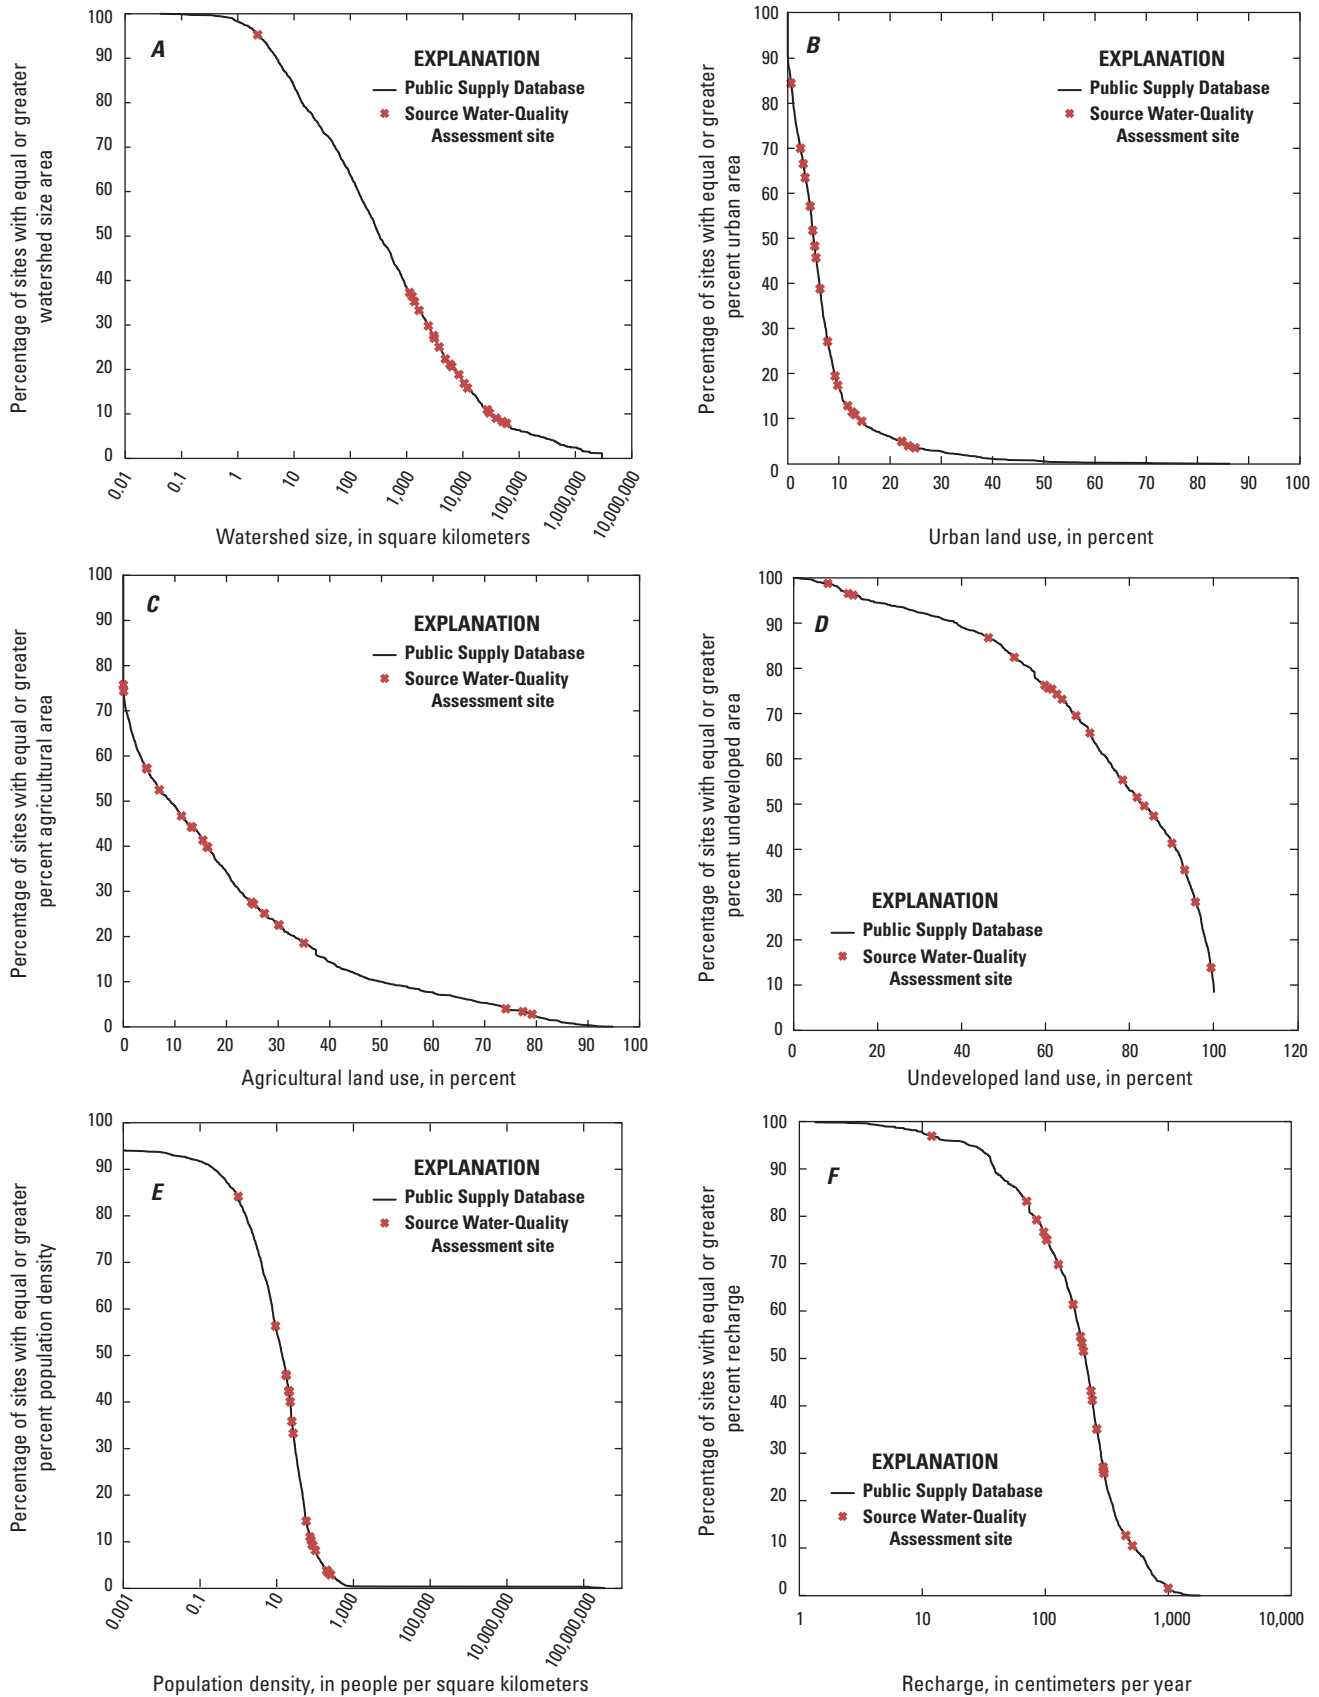 Percentage of sites with equal or greater
watershed size area
100
90
80
70
60
50
40
30
20
10
0
A
EXPLANATION
Public Supply Database
Source Water-Quality
Assessment site
0.01
0.1
1
10
100
1,000
10,000
100,000
1,000,000
10,000,000
Watershed size, in square kilometers
Percentage of sites with equal or greater
percent urban area
100
90
80
70
60
50
40
30
20
10
0
B
EXPLANATION
Public Supply Database
Source Water-Quality
Assessment site
0 10 20 30 40 50 60 70 80 90 100
Urban land use, in percent
Percentage of sites with equal or greater
percent agricultural area
100
90
80
70
60
50
40
30
20
10
0
C
EXPLANATION
Public Supply Database
Source Water-Quality
Assessment site
0 10 20 30 40 50 60 70 80 90 100
Agricultural land use, in percent
Percentage of sites with equal or greater
percent undeveloped area
100
90
80
70
60
50
40
30
20
10
0
D
EXPLANATION
Public Supply Database
Source Water-Quality
Assessment site
0 20 40 60 80 100 120
Undeveloped land use, in percent
Percentage of sites with equal or greater
percent population density
100
90
80
70
60
50
40
30
20
10
0
E
EXPLANATION
Public Supply Database
Source Water-Quality
Assessment site
0.001
0.1
10
1,000
100,000
10,000,000
100,000,000
Population density, in people per square kilometers
Percentage of sites with equal or greater
percent recharge
100
90
80
70
60
50
40
30
20
10
0
F
EXPLANATION
Public Supply Database
Source Water-Quality
Assessment site
1 10 100 1,000 10,000
Recharge, in centimeters per year